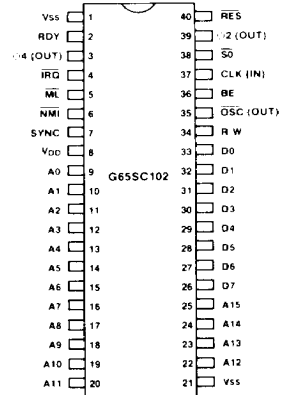 VSS 1 40 RES
RDY 2 39 2 (OUT)
4 (OUT) 3 38 SO
IRQ 4 37 CLK (IN)
ML 5 36 BE
NMI 6 35 OSC (OUT)
SYNC 7 34 R W
VDD 8 33 D0
A0 9 32 D1
G65SC102
A1 10 31 D2
A2 11 30 D3
A3 12 29 D4
A4 13 28 D5
A5 14 27 D6
A6 15 26 D7
A7 16 25 A15
A8 17 24 A14
A9 18 23 A13
A10 19 22 A12
A11 20 21 VSS